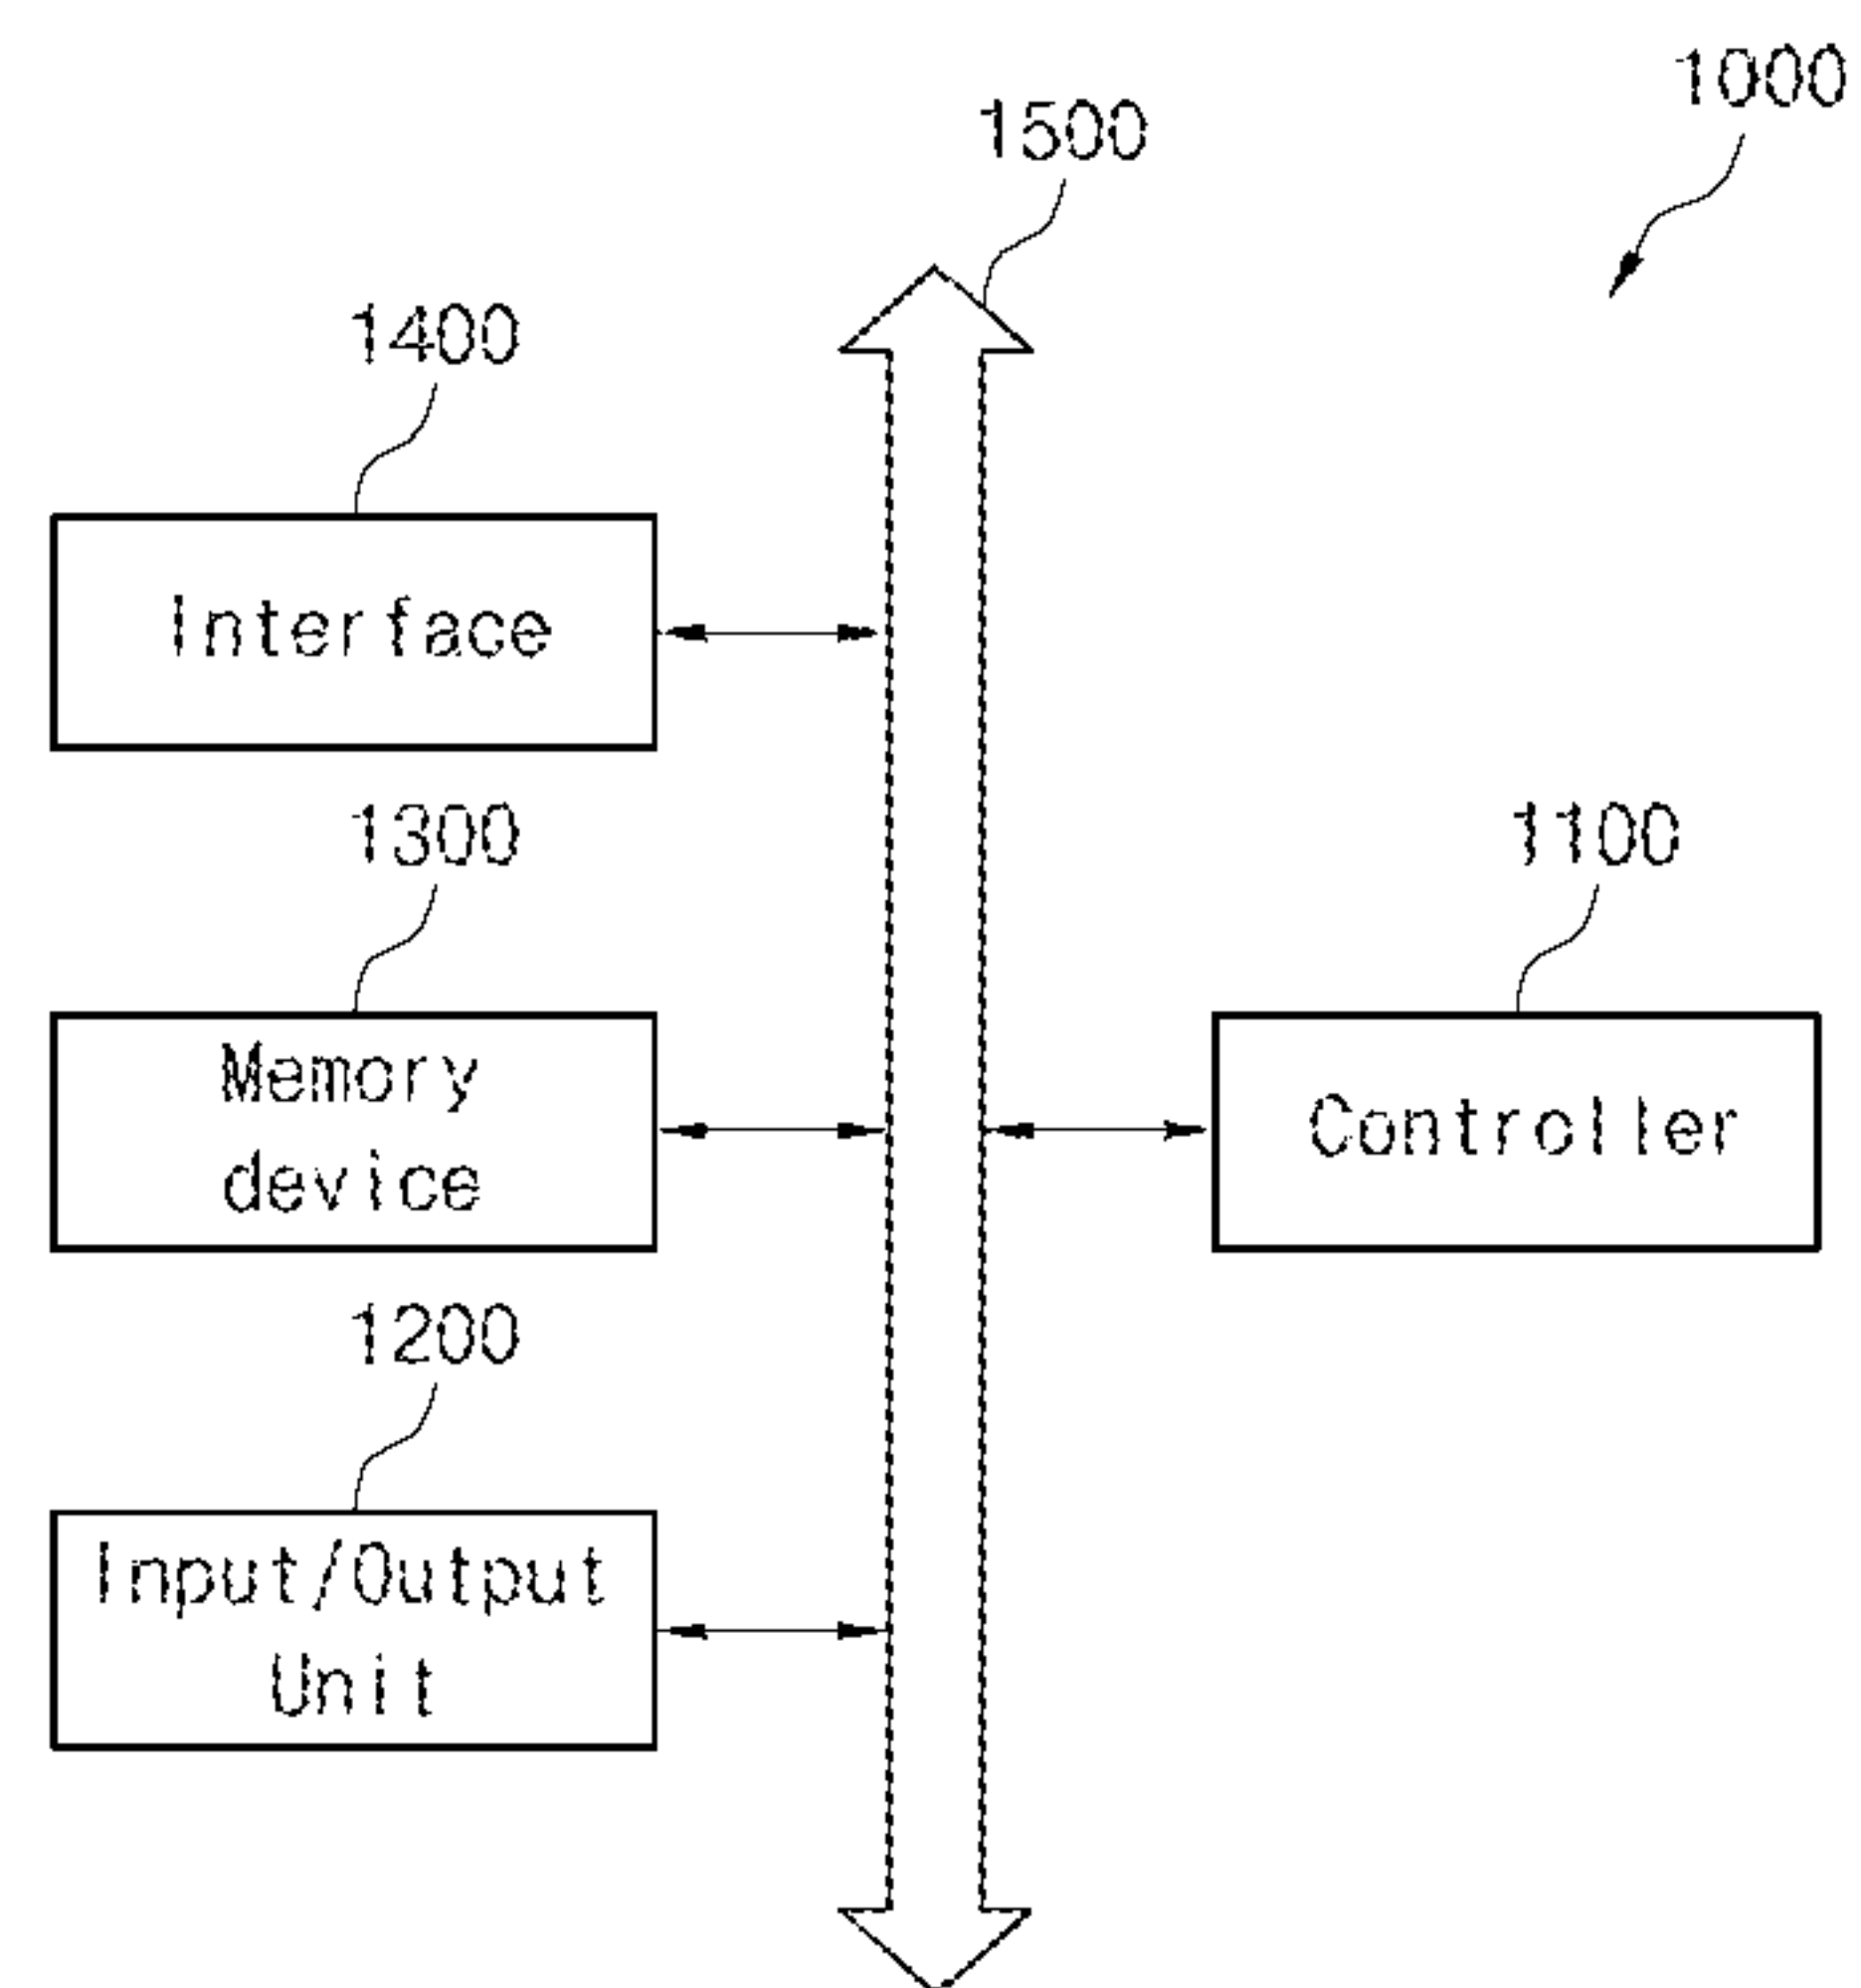 1000
1500
1400
Interface
1300
1100
Memory
device
Controller
1200
Input/Output
Unit